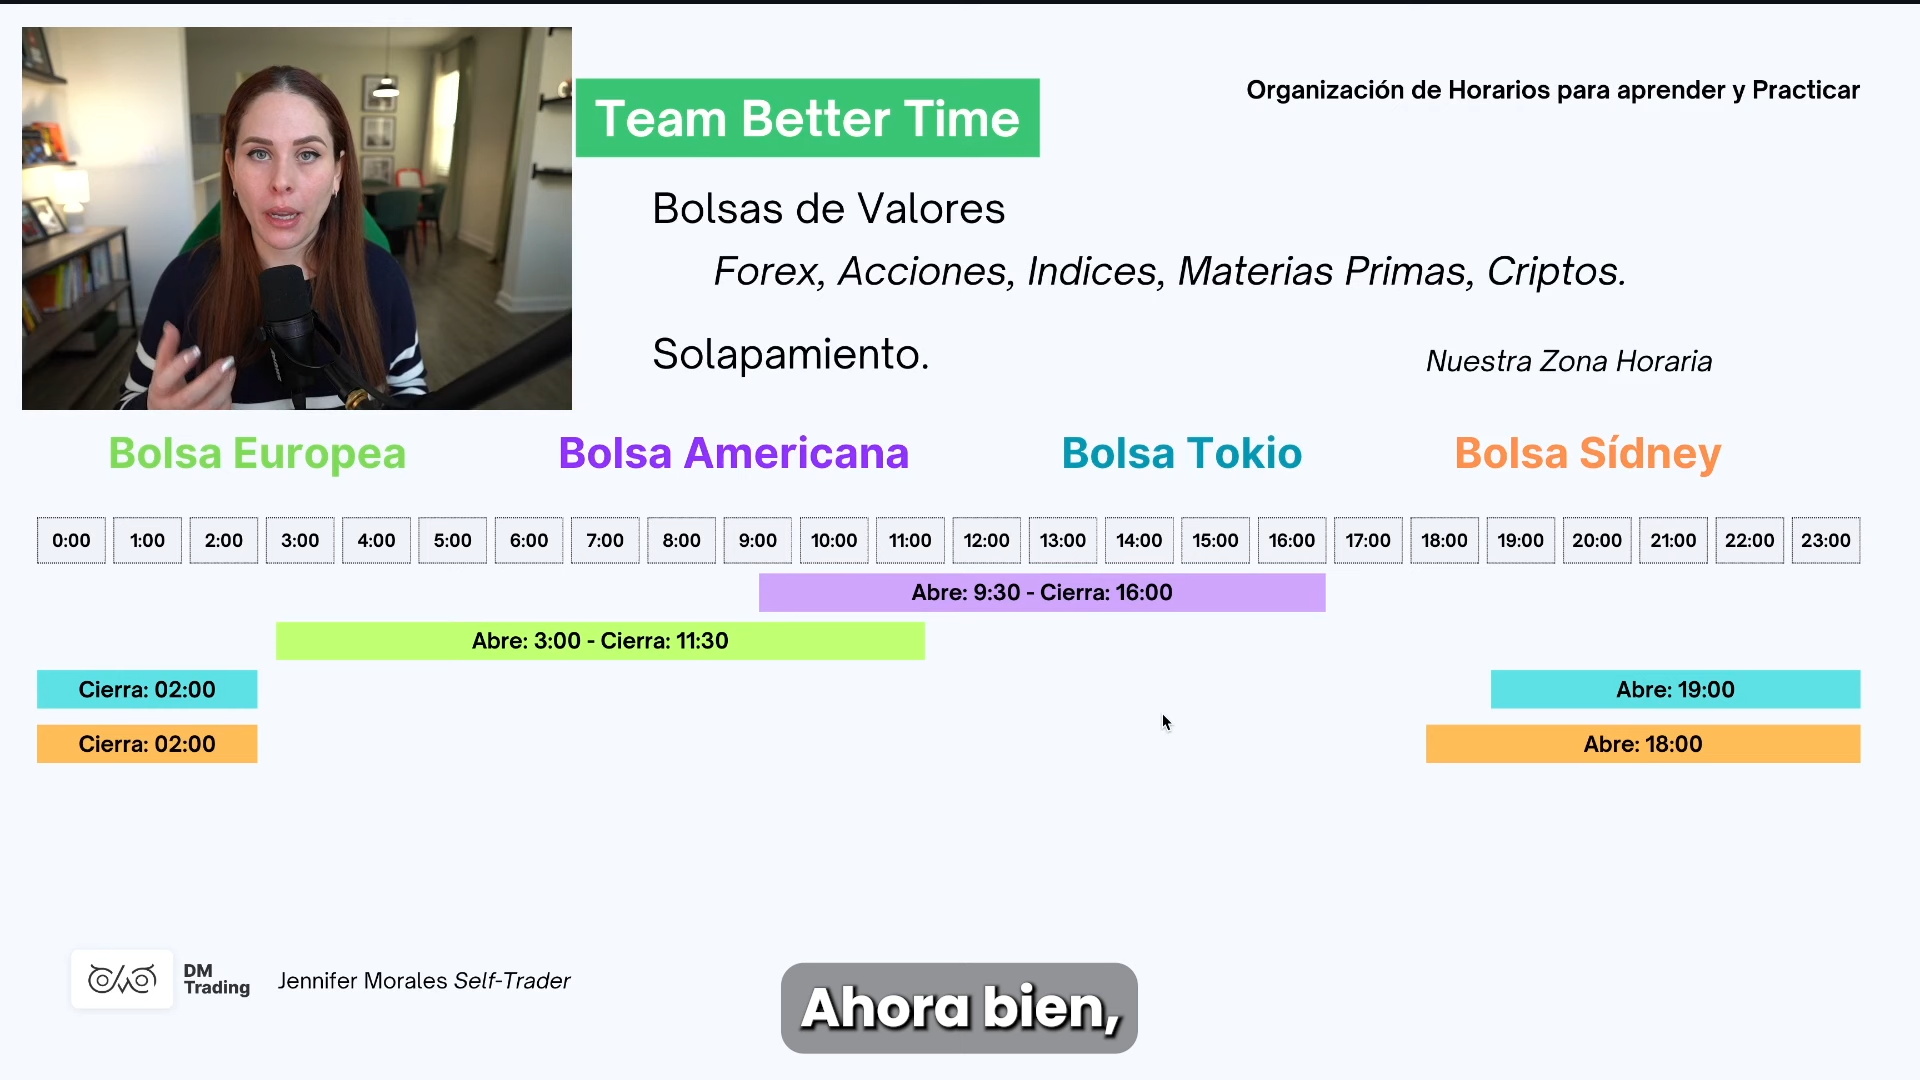 Team Better Time
Organización de Horarios para aprender y Practicar
Bolsas de Valores
Forex, Acciones, Indices, Materias Primas, Criptos.
Solapamiento.
Nuestra Zona Horaria
Bolsa Europea
Bolsa Americana
Bolsa Tokio
Bolsa Sídney
0:00 1:00 2:00 3:00 4:00 5:00 6:00 7:00 8:00 9:00 10:00 11:00 12:00 13:00 14:00 15:00 16:00 17:00 18:00 19:00 20:00 21:00 22:00 23:00
Abre: 9:30 - Cierra: 16:00
Abre: 3:00 - Cierra: 11:30
Cierra: 02:00
Abre: 19:00
Cierra: 02:00
Abre: 18:00
DM
Trading
Jennifer Morales Self-Trader
Ahora bien,